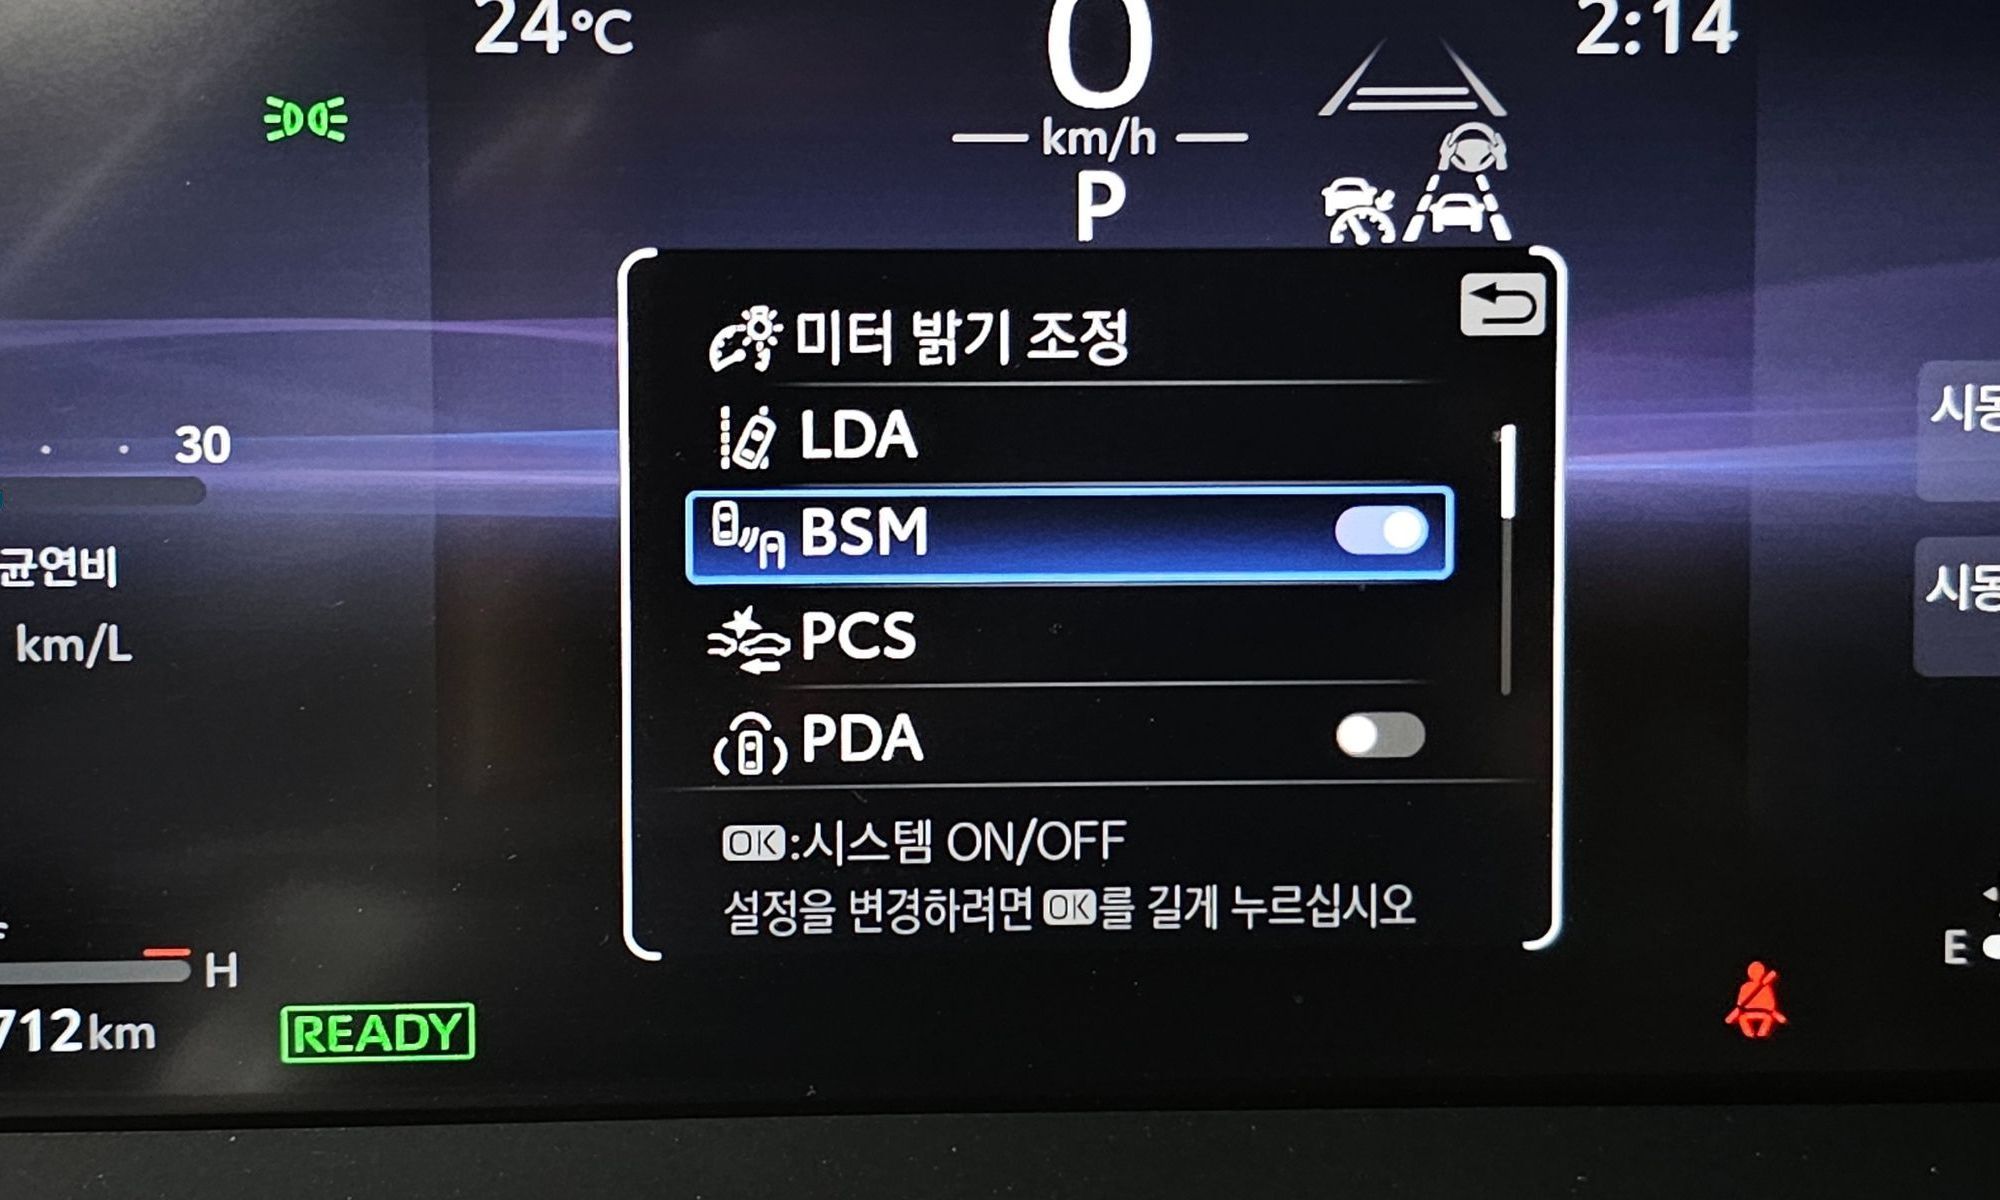 24°C
0
2:14
km/h
P
미터 밝기 조정
LDA
30
BSM
균연비
km/L
PCS
PDA
OK:시스템 ON/OFF
설정을 변경하려면 OK를 길게 누르십시오
E
H
712km
READY